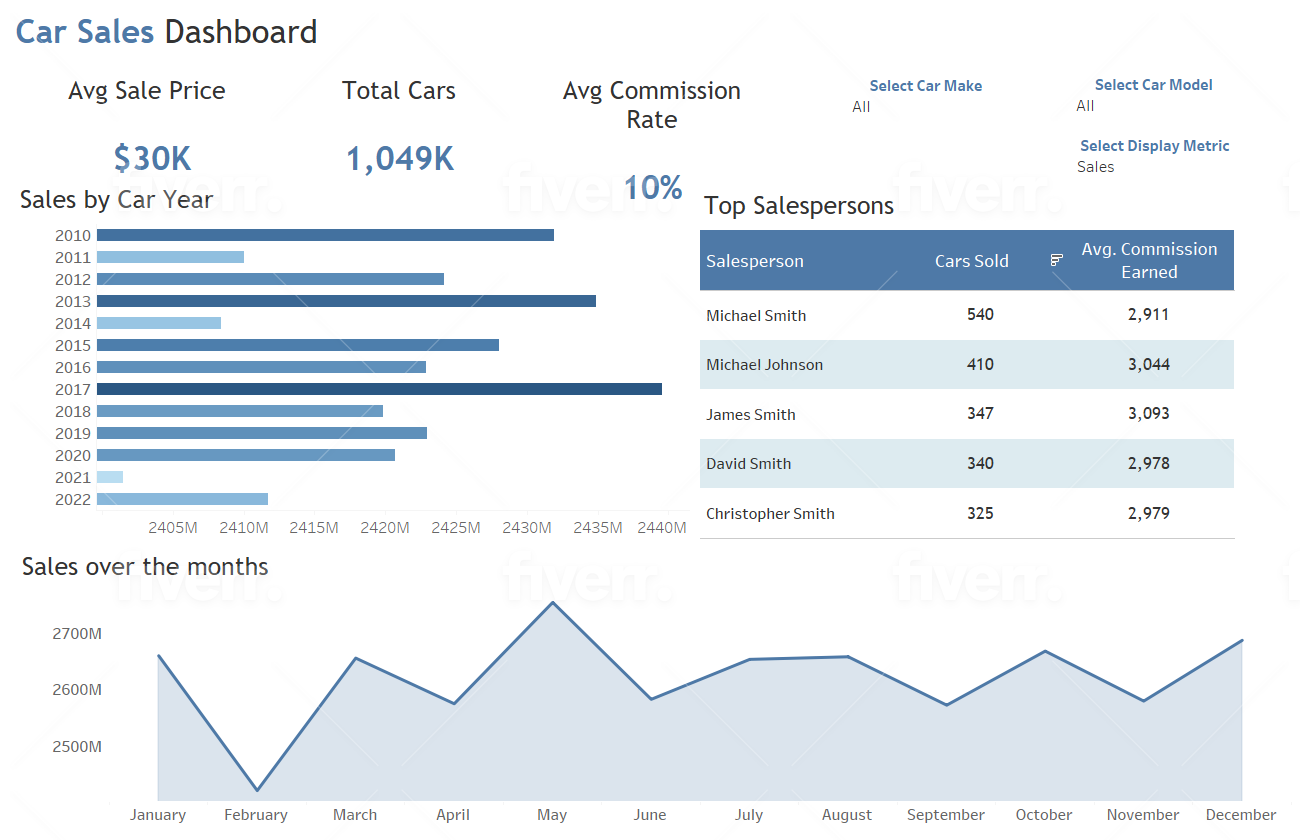 Car Sales Dashboard
Avg Sale Price
$30K
Total Cars
1,049K
Avg Commission
Rate
10%
Select Car Make
All
Select Car Model
All
Select Display Metric
Sales
Sales by Car Year
2010
2011
2012
2013
2014
2015
2016
2017
2018
2019
2020
2021
2022
2405M 2410M 2415M 2420M 2425M 2430M 2435M 2440M
Top Salespersons
Salesperson Cars Sold Avg. Commission
Earned
Michael Smith 540 2,911
Michael Johnson 410 3,044
James Smith 347 3,093
David Smith 340 2,978
Christopher Smith 325 2,979
Sales over the months
2700M
2600M
2500M
January February March April May June July August September October November December
fiverr.
fiverr.
fiverr.
fiverr.
fiverr.
fiverr.